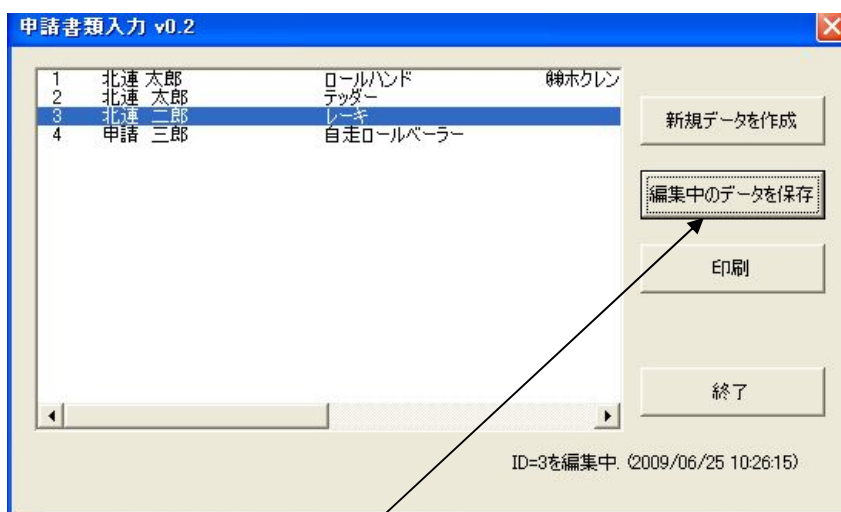 申請書類入力 v0.2
1 北連 太郎 ロールハンド ㈱ホクレン
2 北連 太郎 テッダー
3 北連 二郎 レーキ
4 申請 三郎 自走ロールベーラー
新規データを作成
編集中のデータを保存
印刷
終了
ID=3を編集中. (2009/06/25 10:26:15)